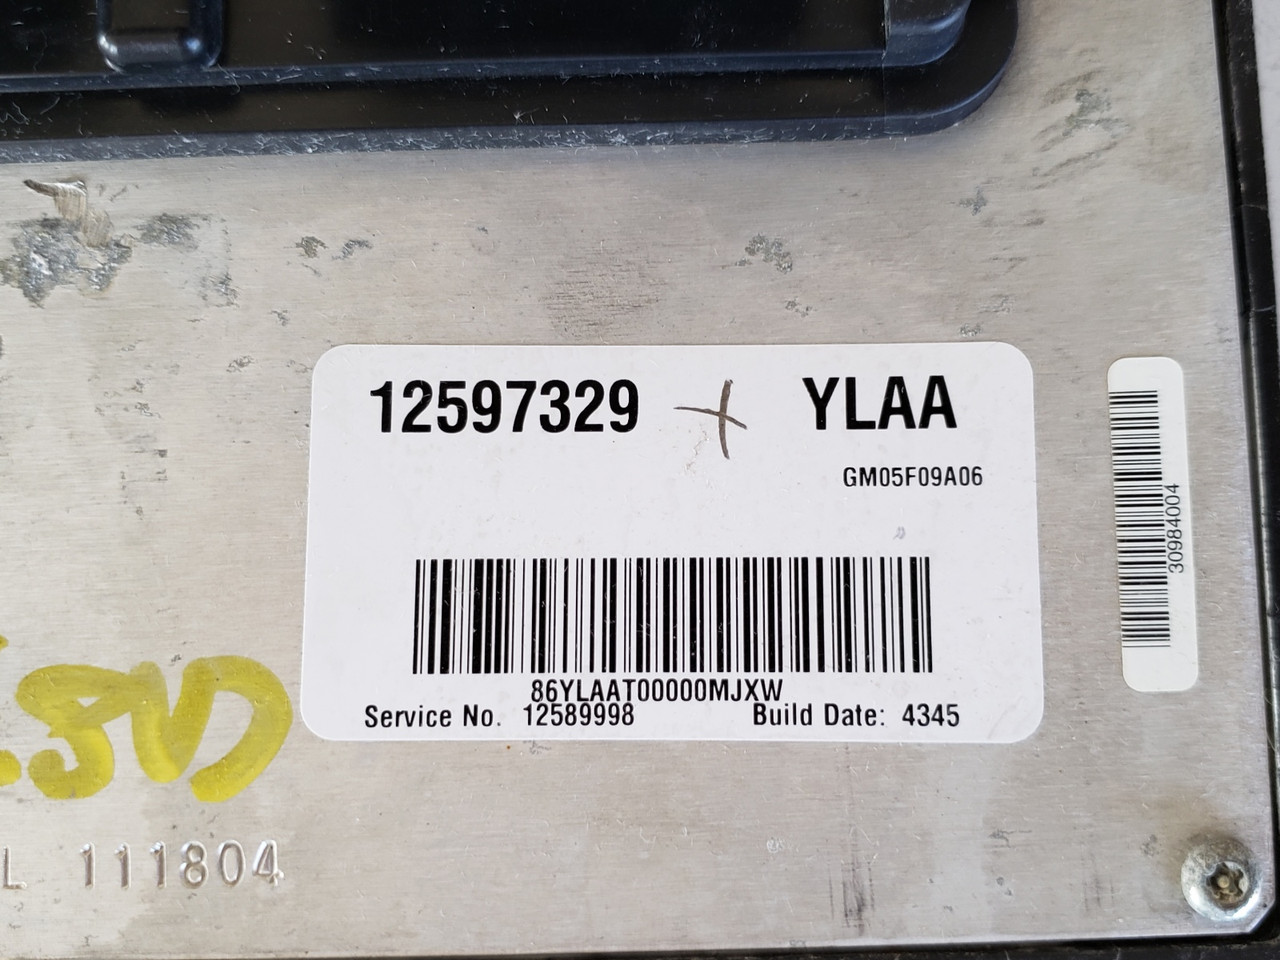 12597329 YLAA
GM05F09A06
30984004
86YLAAT00000MJXW
Service No. 12589998 Build Date: 4345
L 111804